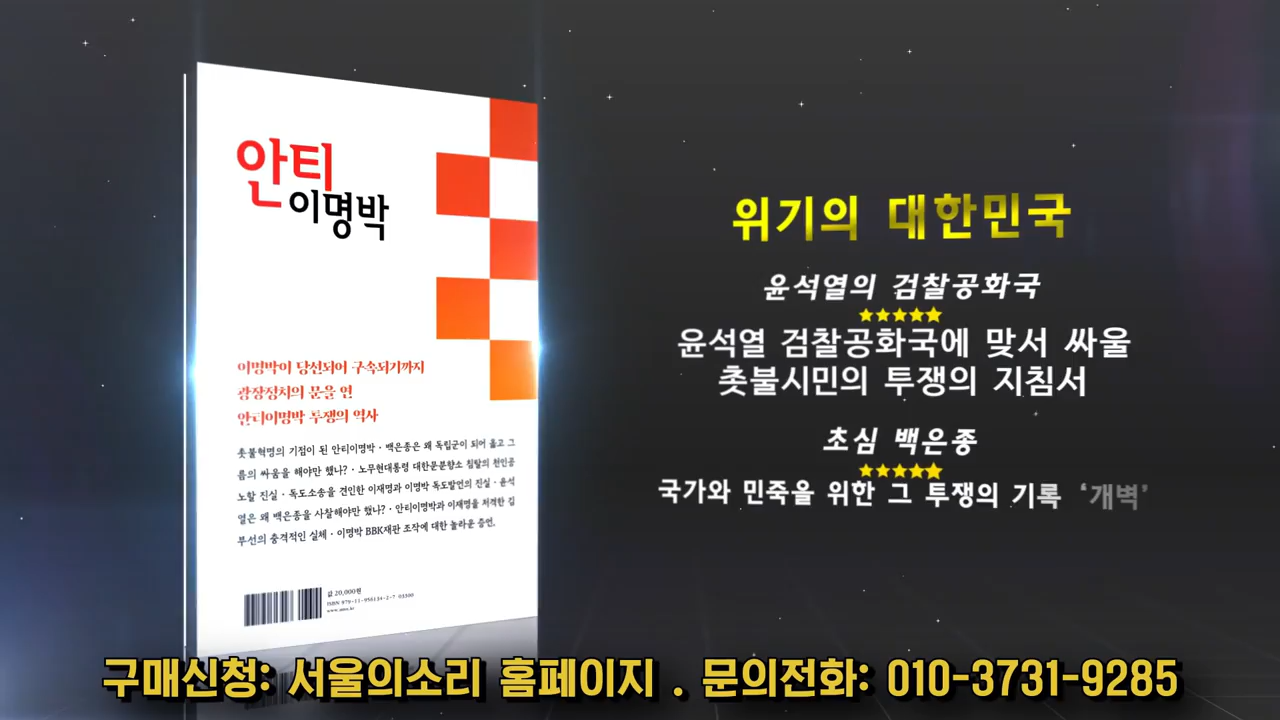 안티
이명박
이명박이 당선되어 구속되기까지
광장정치의 문을 연
안티이명박 투쟁의 역사
촛불혁명의 기점이 된 안티이명박 · 백은종은 왜 독립군이 되어 홀고 그
름의 싸움을 해야만 했나? · 노무현대통령 대한문분향소 침탈의 천인공
노할 진실 · 독도소송을 견인한 이재명과 이명박 독도발언의 진실 · 윤석
열은 왜 백은종을 사찰해야만 했나? · 안티이명박과 이재명을 저격한 김
부선의 충격적인 실체 · 이명박 BBK재판 조작에 대한 놀라운 증언.
값 20,000원
위기의 대한민국
윤석열의 검찰공화국
윤석열 검찰공화국에 맞서 싸울
촛불시민의 투쟁의 지침서
초심 백은종
국가와 민족을 위한 그 투쟁의 기록 ‘개벽’
구매신청: 서울의소리 홈페이지 . 문의전화: 010-3731-9285